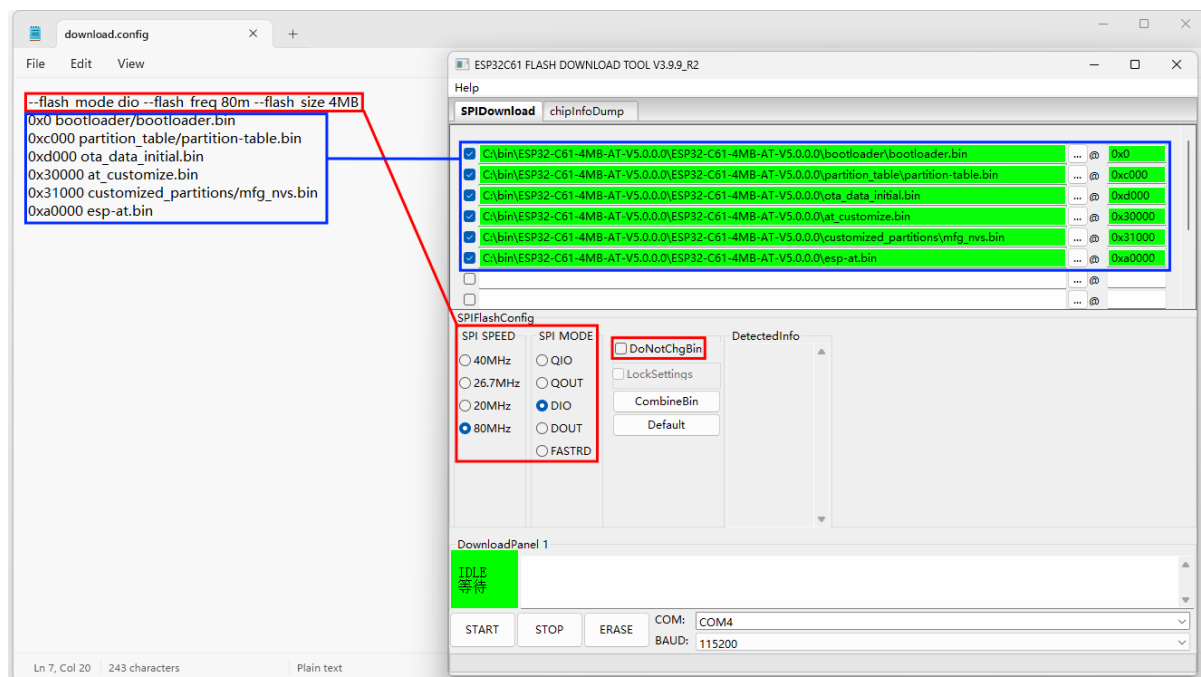 download.config
File Edit View
--flash_mode dio --flash_freq 80m --flash_size 4MB
0x0 bootloader/bootloader.bin
0xc000 partition_table/partition-table.bin
0xd000 ota_data_initial.bin
0x30000 at_customize.bin
0x31000 customized_partitions/mfg_nvs.bin
0xa0000 esp-at.bin
Ln 7, Col 20 243 characters Plain text
ESP32C61 FLASH DOWNLOAD TOOL V3.9.9_R2
Help
SPIDownload chipInfoDump
C:\bin\ESP32-C61-4MB-AT-V5.0.0.0\ESP32-C61-4MB-AT-V5.0.0.0\bootloader\bootloader.bin ... @ 0x0
C:\bin\ESP32-C61-4MB-AT-V5.0.0.0\ESP32-C61-4MB-AT-V5.0.0.0\partition_table\partition-table.bin ... @ 0xc000
C:\bin\ESP32-C61-4MB-AT-V5.0.0.0\ESP32-C61-4MB-AT-V5.0.0.0\ota_data_initial.bin ... @ 0xd000
C:\bin\ESP32-C61-4MB-AT-V5.0.0.0\ESP32-C61-4MB-AT-V5.0.0.0\at_customize.bin ... @ 0x30000
C:\bin\ESP32-C61-4MB-AT-V5.0.0.0\ESP32-C61-4MB-AT-V5.0.0.0\customized_partitions\mfg_nvs.bin ... @ 0x31000
C:\bin\ESP32-C61-4MB-AT-V5.0.0.0\ESP32-C61-4MB-AT-V5.0.0.0\esp-at.bin ... @ 0xa0000
... @
... @
SPIFlashConfig
SPI SPEED SPI MODE DetectedInfo
40MHz QIO DoNotChgBin
26.7MHz QOUT LockSettings
20MHz DIO CombineBin
80MHz DOUT Default
FASTRD
DownloadPanel 1
IDLE
等待
START STOP ERASE
COM: COM4
BAUD: 115200